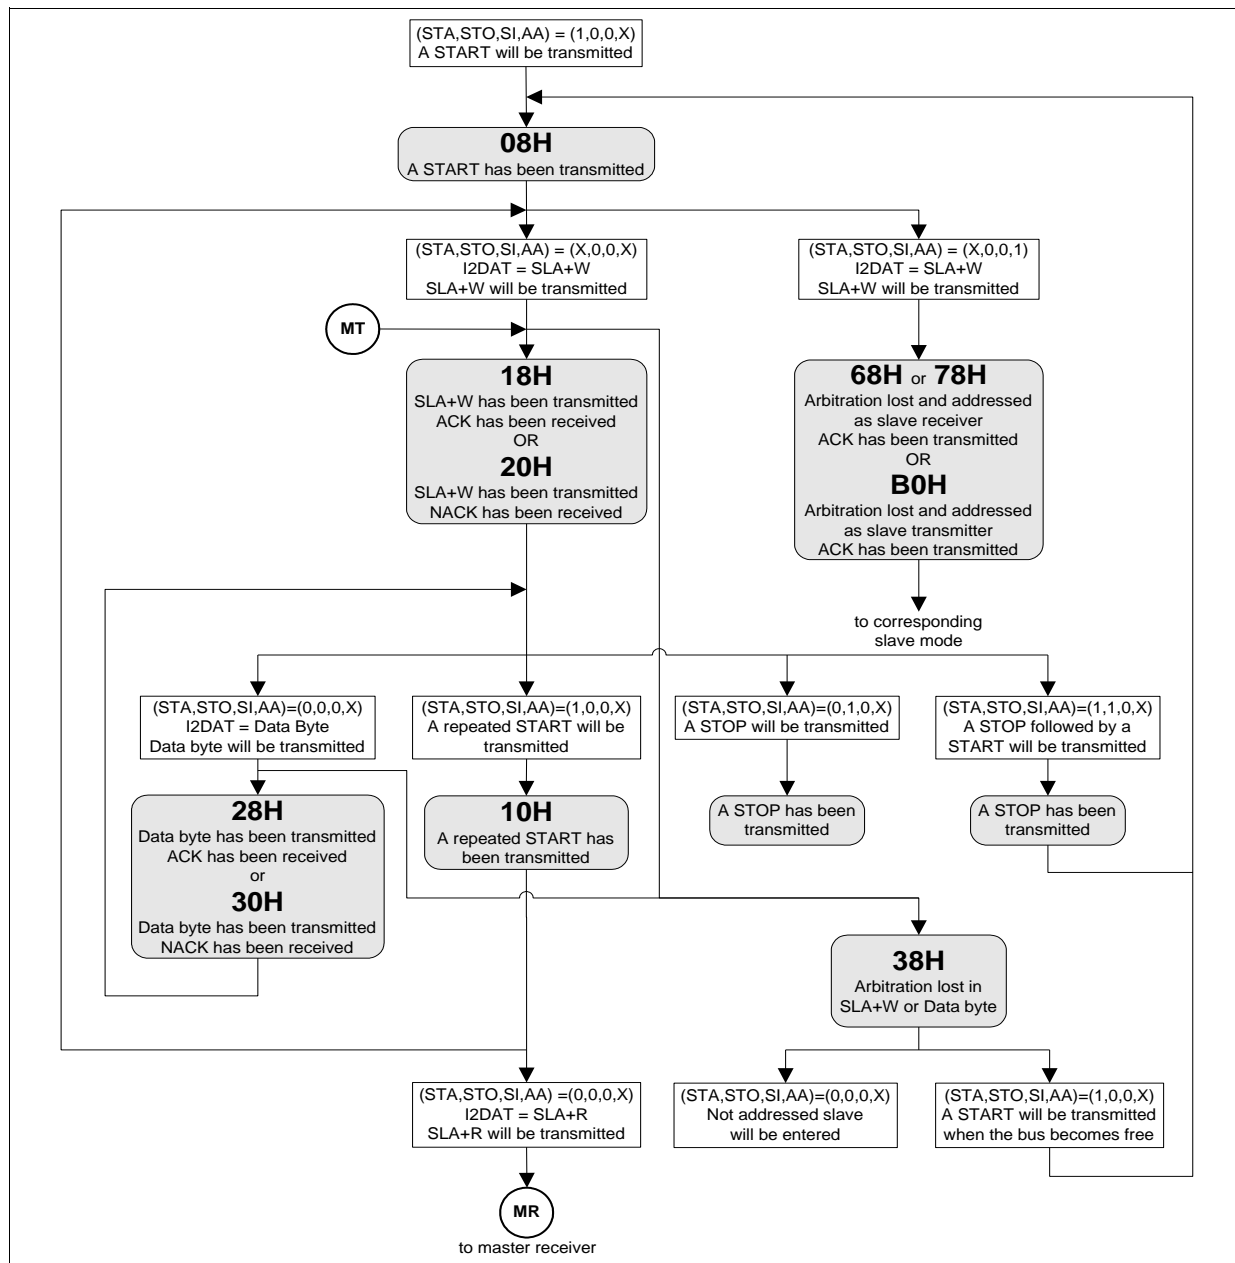 (STA,STO,SI,AA) = (1,0,0,X)
A START will be transmitted
08H
A START has been transmitted
(STA,STO,SI,AA) = (X,0,0,X)
I2DAT = SLA+W
SLA+W will be transmitted
(STA,STO,SI,AA) = (X,0,0,1)
I2DAT = SLA+W
SLA+W will be transmitted
MT
18H
SLA+W has been transmitted
ACK has been received
OR
20H
SLA+W has been transmitted
NACK has been received
68H or 78H
Arbitration lost and addressed
as slave receiver
ACK has been transmitted
OR
B0H
Arbitration lost and addressed
as slave transmitter
ACK has been transmitted
to corresponding
slave mode
(STA,STO,SI,AA)=(0,0,0,X)
I2DAT = Data Byte
Data byte will be transmitted
(STA,STO,SI,AA)=(1,0,0,X)
A repeated START will be
transmitted
(STA,STO,SI,AA)=(0,1,0,X)
A STOP will be transmitted
(STA,STO,SI,AA)=(1,1,0,X)
A STOP followed by a
START will be transmitted
28H
Data byte has been transmitted
ACK has been received
or
30H
Data byte has been transmitted
NACK has been received
10H
A repeated START has
been transmitted
A STOP has been
transmitted
A STOP has been
transmitted
38H
Arbitration lost in
SLA+W or Data byte
(STA,STO,SI,AA) =(0,0,0,X)
I2DAT = SLA+R
SLA+R will be transmitted
(STA,STO,SI,AA)=(0,0,0,X)
Not addressed slave
will be entered
(STA,STO,SI,AA)=(1,0,0,X)
A START will be transmitted
when the bus becomes free
MR
to master receiver